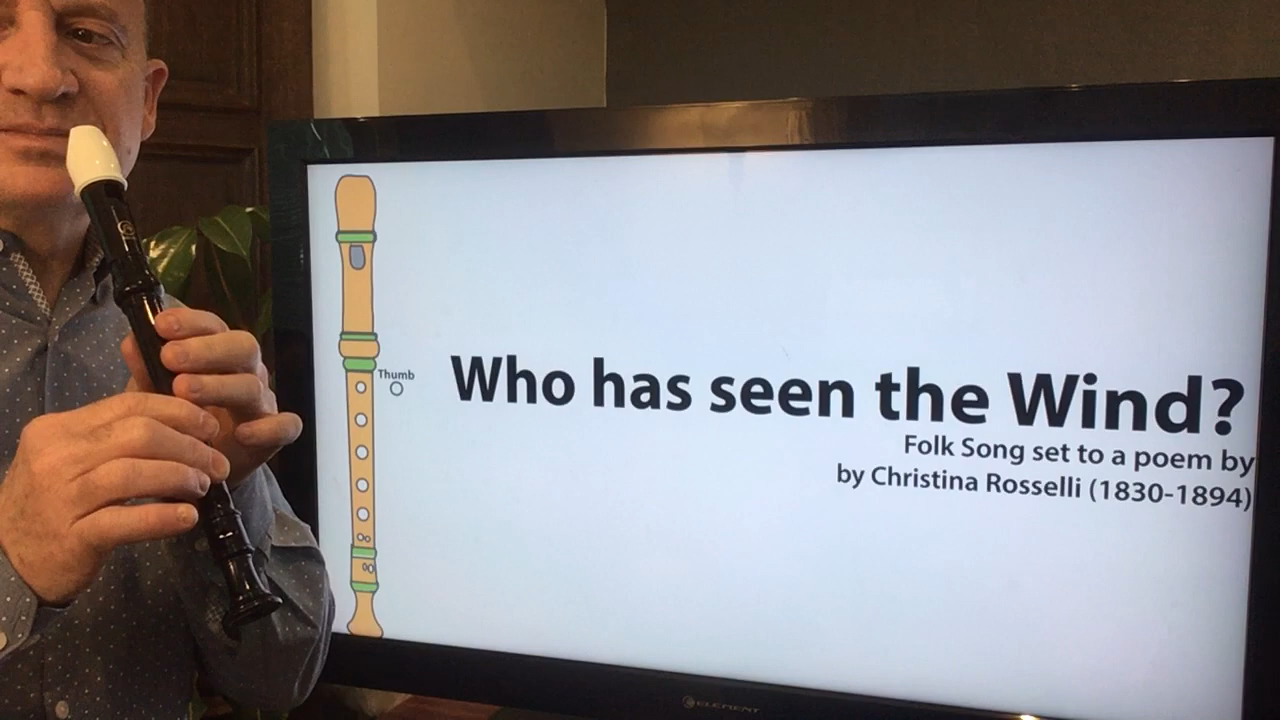 Thumb
Who has seen the Wind?
Folk Song set to a poem by
by Christina Rosselli (1830-1894)
ELEMENT